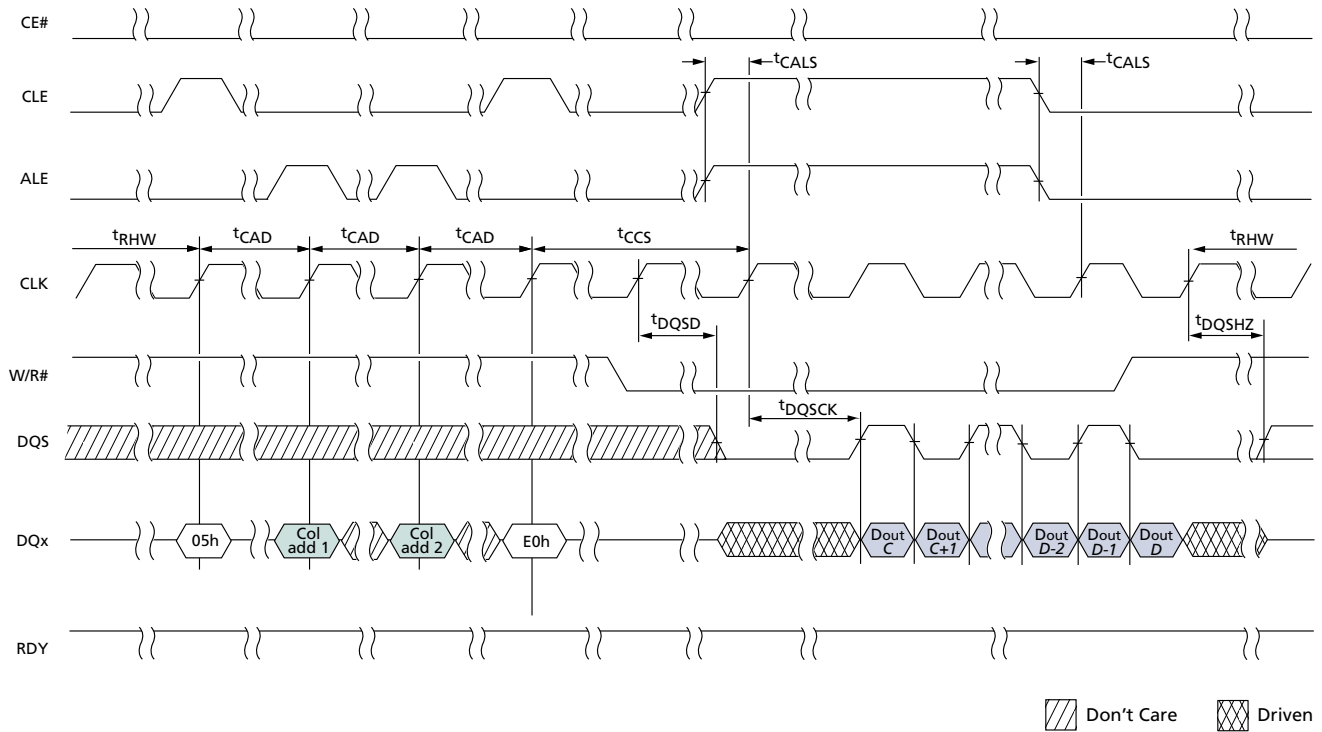 CE#
tCALS
tCALS
CLE
ALE
tRHW
tCAD
tCAD
tCAD
tCCS
tRHW
CLK
tDQSD
tDQSHZ
W/R#
tDQSCK
DQS
DQx
05h
Col
add 1
Col
add 2
E0h
Dout
C
Dout
C+1
Dout
D-2
Dout
D-1
Dout
D
RDY
Don't Care
Driven